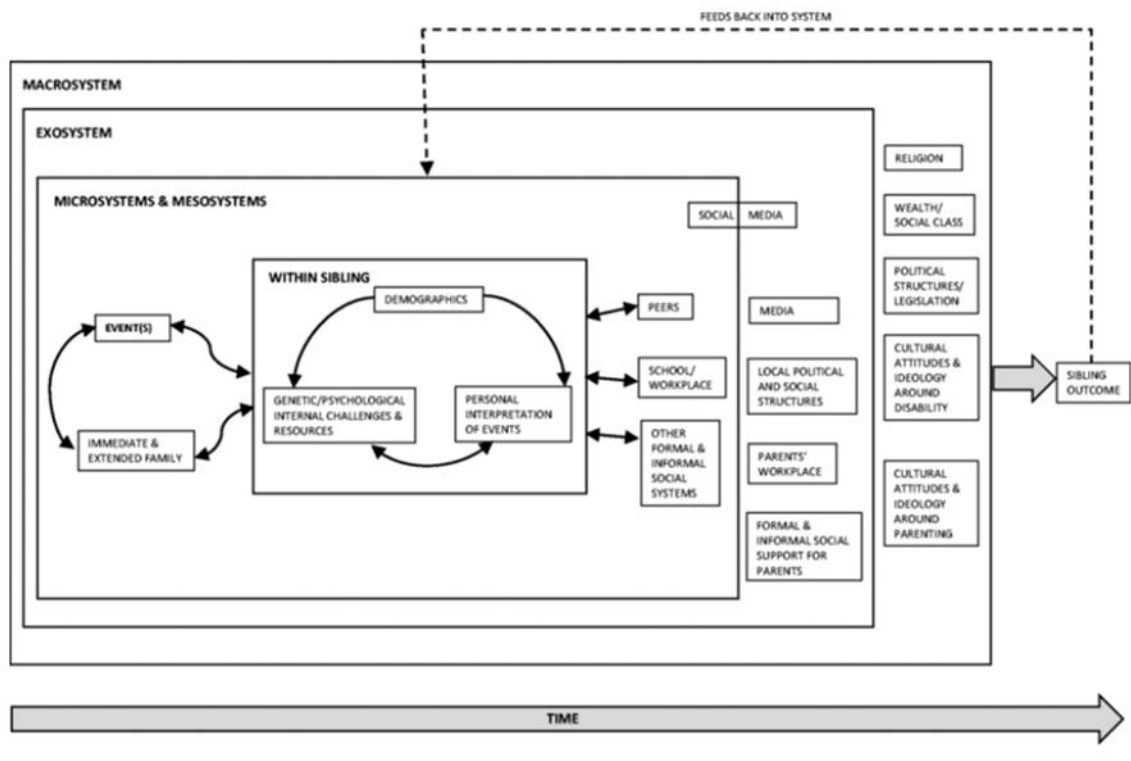 FEEDS BACK INTO SYSTEM
MACROSYSTEM
EXOSYSTEM
MICROSYSTEMS & MESOSYSTEMS
WITHIN SIBLING
DEMOGRAPHICS
EVENT(S)
IMMEDIATE &
EXTENDED FAMILY
GENETIC/PSYCHOLOGICAL
INTERNAL CHALLENGES &
RESOURCES
PERSONAL
INTERPRETATION
OF EVENTS
SOCIAL MEDIA
PEERS
SCHOOL/
WORKPLACE
OTHER
FORMAL &
INFORMAL
SOCIAL
SYSTEMS
MEDIA
LOCAL POLITICAL
AND SOCIAL
STRUCTURES
PARENTS'
WORKPLACE
FORMAL &
INFORMAL SOCIAL
SUPPORT FOR
PARENTS
RELIGION
WEALTH/
SOCIAL CLASS
POLITICAL
STRUCTURES/
LEGISLATION
CULTURAL
ATTITUDES &
IDEOLOGY
AROUND
DISABILITY
CULTURAL
ATTITUDES &
IDEOLOGY
AROUND
PARENTING
SIBLING
OUTCOME
TIME